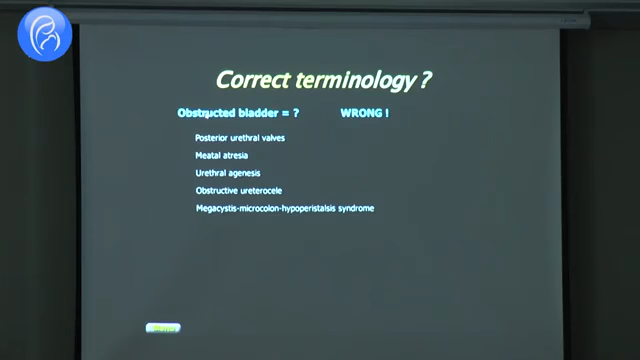 Correct terminology ?
Obstructed bladder = ? WRONG !
Posterior urethral valves
Meatal atresia
Urethral agenesis
Obstructive ureterocele
Megacystis-microcolon-hypoperistalsis syndrome